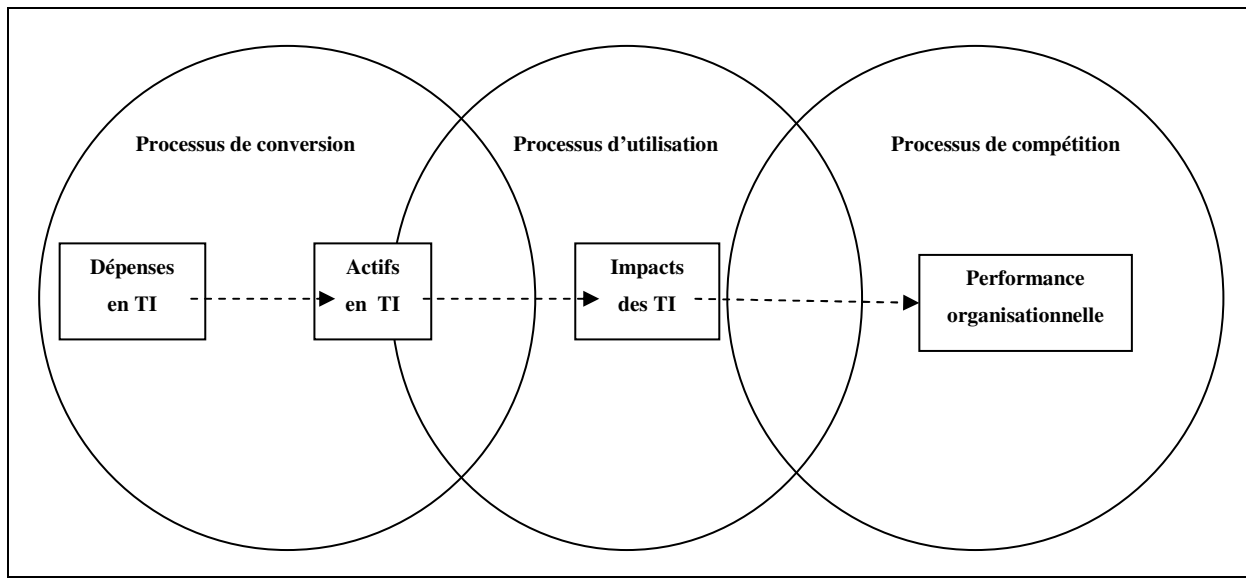 Processus de conversion
Processus d'utilisation
Processus de compétition
Dépenses
en TI
Actifs
en TI
Impacts
des TI
Performance
organisationnelle